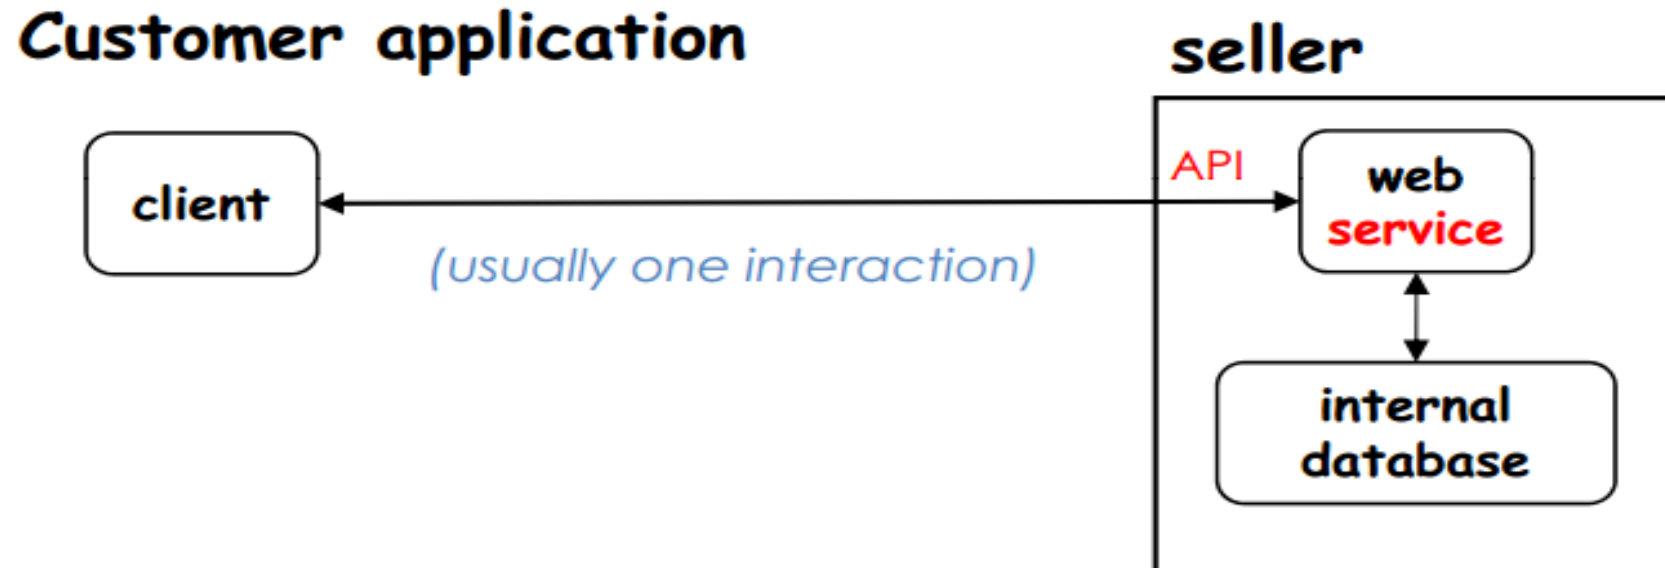 Customer application
seller
client
API
web
service
(usually one interaction)
internal
database